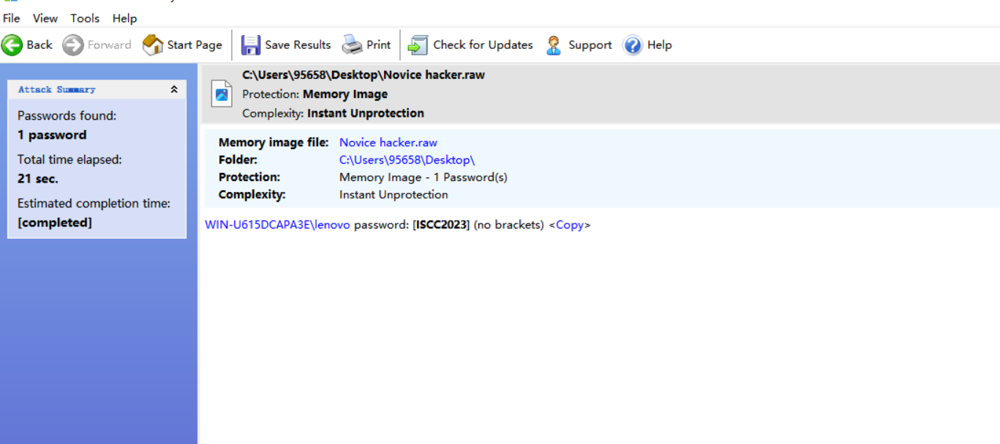 File View Tools Help
Back Forward Start Page Save Results Print Check for Updates Support Help
Attack Summary
Passwords found:
1 password
Total time elapsed:
21 sec.
Estimated completion time:
[completed]
C:\Users\95658\Desktop\Novice hacker.raw
Protection: Memory Image
Complexity: Instant Unprotection
Memory image file: Novice hacker.raw
Folder: C:\Users\95658\Desktop\
Protection: Memory Image - 1 Password(s)
Complexity: Instant Unprotection
WIN-U615DCAPA3E\lenovo password: [ISCC2023] (no brackets) <Copy>